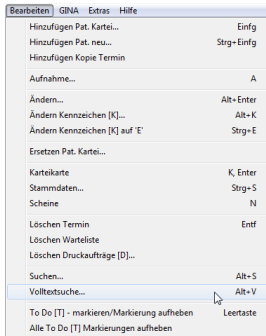 Bearbeiten GINA Extras Hilfe
Hinzufügen Pat. Kartei... Einfg
Hinzufügen Pat. neu... Strg+Einfg
Hinzufügen Kopie Termin
Aufnahme... A
Ändern... Alt+Enter
Ändern Kennzeichen [K]... Alt+K
Ändern Kennzeichen [K] auf 'E' Strg+E
Ersetzen Pat. Kartei...
Karteikarte K, Enter
Stammdaten... Strg+S
Scheine N
Löschen Termin Entf
Löschen Warteliste
Löschen Druckaufträge [D]...
Suchen... Alt+S
Volltextsuche... Alt+V
To Do [T] - markieren/Markierung aufheben Leertaste
Alle To Do [T] Markierungen aufheben